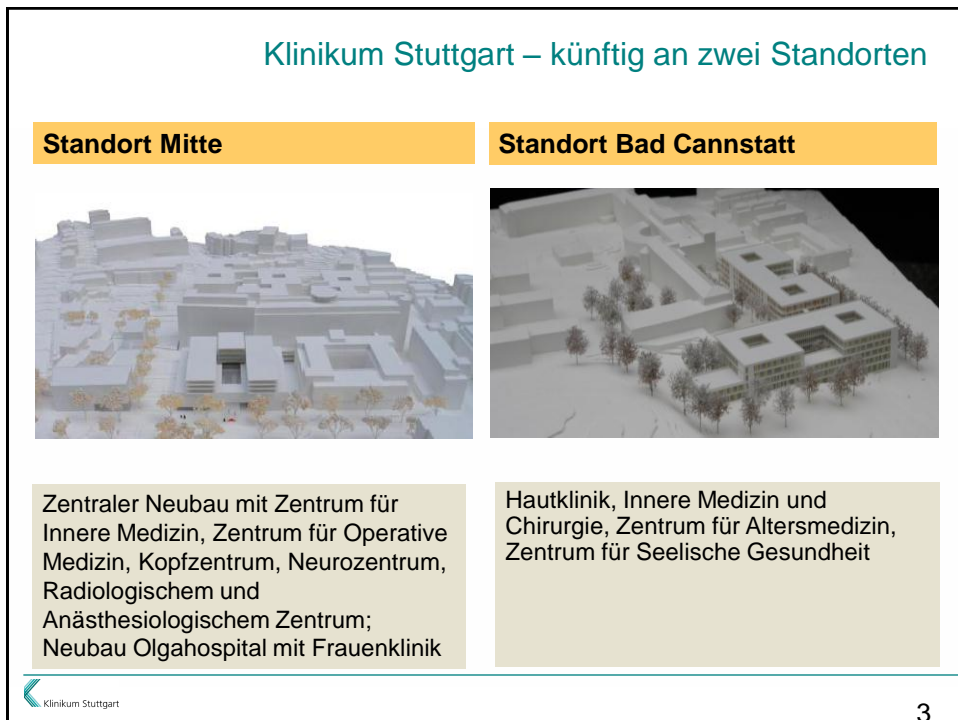 Klinikum Stuttgart – künftig an zwei Standorten
Standort Mitte
Standort Bad Cannstatt
Zentraler Neubau mit Zentrum für
Innere Medizin, Zentrum für Operative
Medizin, Kopfzentrum, Neurozentrum,
Radiologischem und
Anästhesiologischem Zentrum;
Neubau Olgahospital mit Frauenklinik
Hautklinik, Innere Medizin und
Chirurgie, Zentrum für Altersmedizin,
Zentrum für Seelische Gesundheit
Klinikum Stuttgart
3